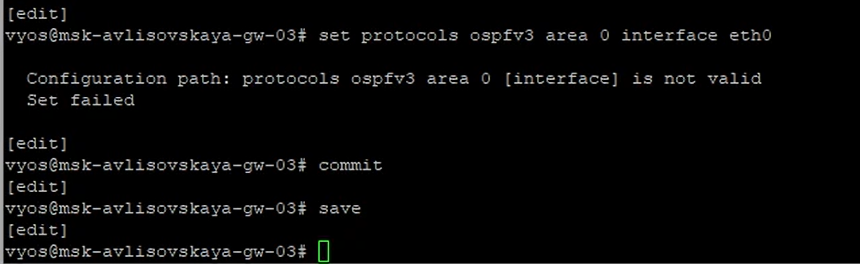 [edit]
vyos@msk-avlisovskaya-gw-03# set protocols ospfv3 area 0 interface eth0
Configuration path: protocols ospfv3 area 0 [interface] is not valid
Set failed
[edit]
vyos@msk-avlisovskaya-gw-03# commit
[edit]
vyos@msk-avlisovskaya-gw-03# save
[edit]
vyos@msk-avlisovskaya-gw-03#